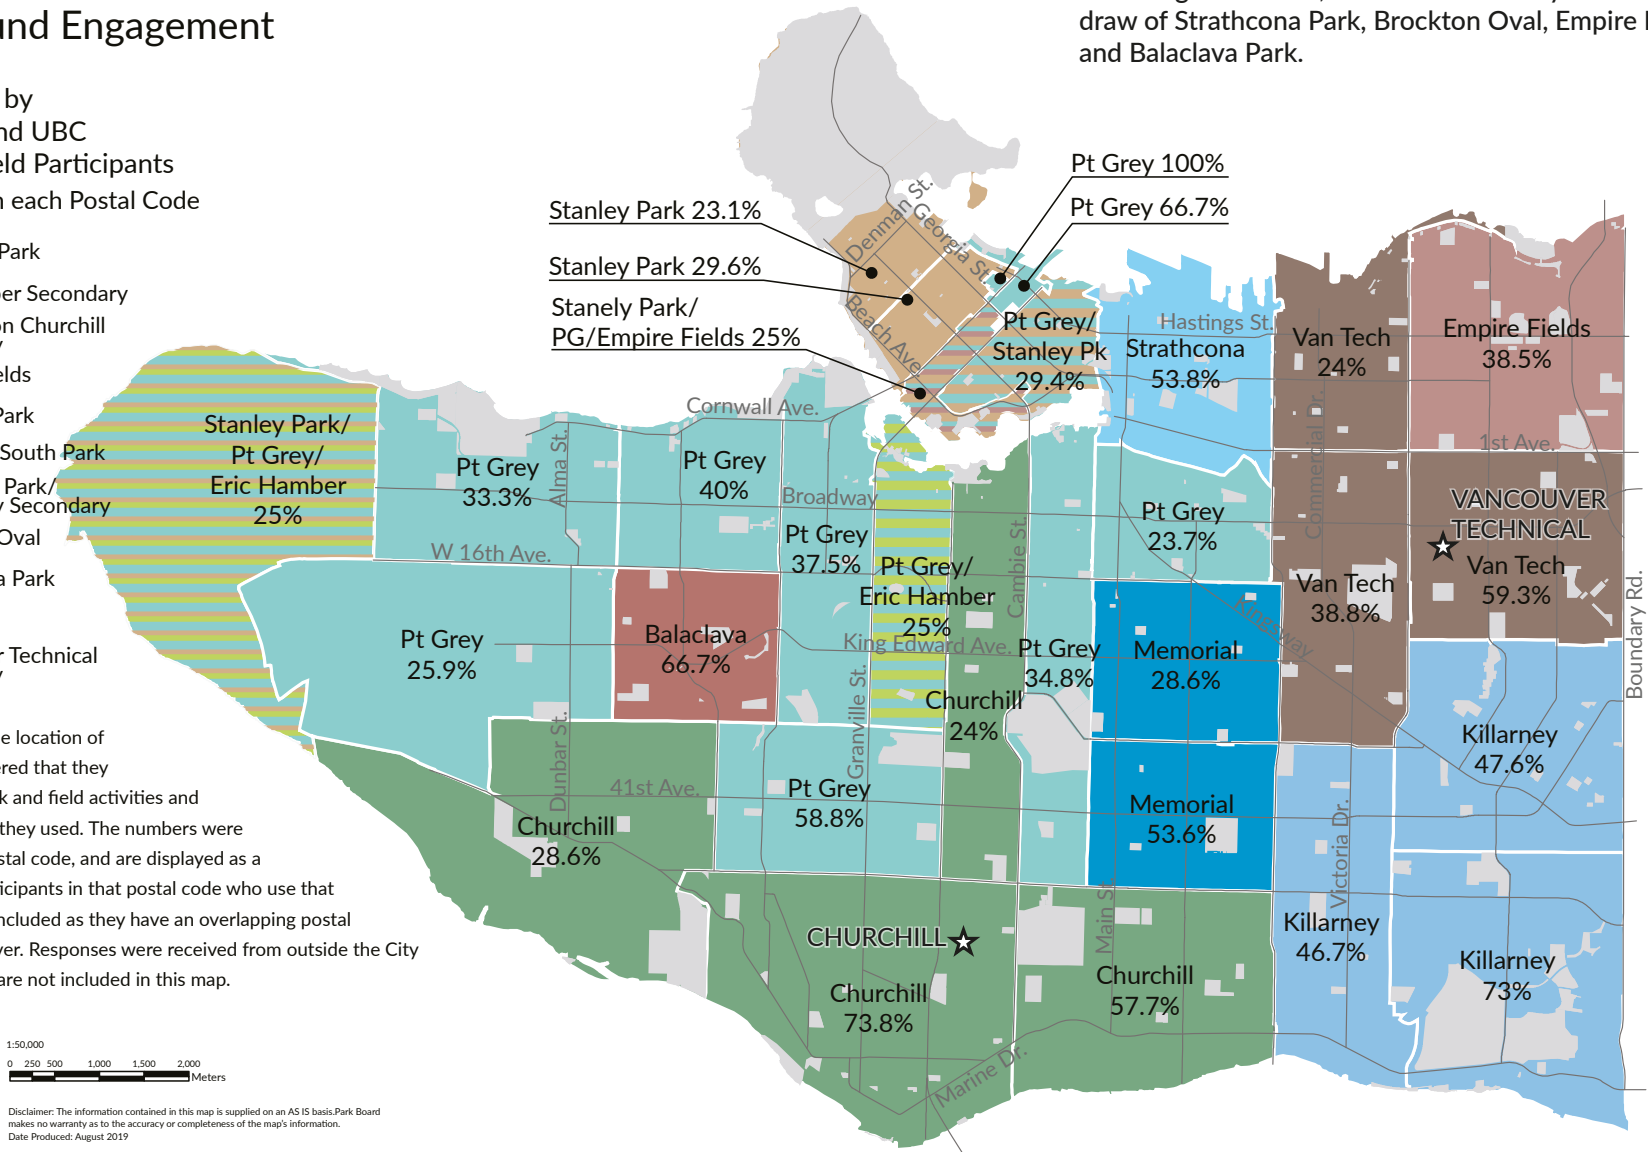 und Engagement
by
nd UBC
eld Participants
n each Postal Code
Park
er Secondary
on Churchill
y
elds
Park
South Park
Park/
y Secondary
Oval
a Park
r Technical
y
e location of
ered that they
k and field activities and
they used. The numbers were
stal code, and are displayed as a
icipants in that postal code who use that
ncluded as they have an overlapping postal
ver. Responses were received from outside the City
are not included in this map.
1:50,000
0 250 500 1,000 1,500 2,000
Meters
Disclaimer: The information contained in this map is supplied on an AS IS basis.Park Board
makes no warranty as to the accuracy or completeness of the map's information.
Date Produced: August 2019
draw of Strathcona Park, Brockton Oval, Empire
and Balaclava Park.
Pt Grey 100%
Pt Grey 66.7%
Stanley Park 23.1%
Stanley Park 29.6%
Stanely Park/
PG/Empire Fields 25%
Denman St.
Georgia St.
Beach Ave.
Pt Grey/
Stanley Pk
29.4%
Hastings St.
Strathcona
53.8%
Van Tech
24%
Empire Fields
38.5%
Cornwall Ave.
Commercial Dr.
1st Ave.
Stanley Park/
Pt Grey/
Eric Hamber
25%
Pt Grey
33.3%
Alma St.
Pt Grey
40%
Broadway
Pt Grey
37.5%
W 16th Ave.
Pt Grey/
Eric Hamber
25%
Cambie St.
Pt Grey
23.7%
VANCOUVER
TECHNICAL
Van Tech
59.3%
Van Tech
38.8%
Boundary Rd.
Kingsway
Pt Grey
25.9%
Balaclava
66.7%
King Edward Ave.
Pt Grey
34.8%
Memorial
28.6%
Granville St.
Churchill
24%
Killarney
47.6%
Dunbar St.
41st Ave.
Pt Grey
58.8%
Memorial
53.6%
Victoria Dr.
Churchill
28.6%
Main St.
CHURCHILL
Churchill
73.8%
Churchill
57.7%
Killarney
46.7%
Killarney
73%
Marine Dr.